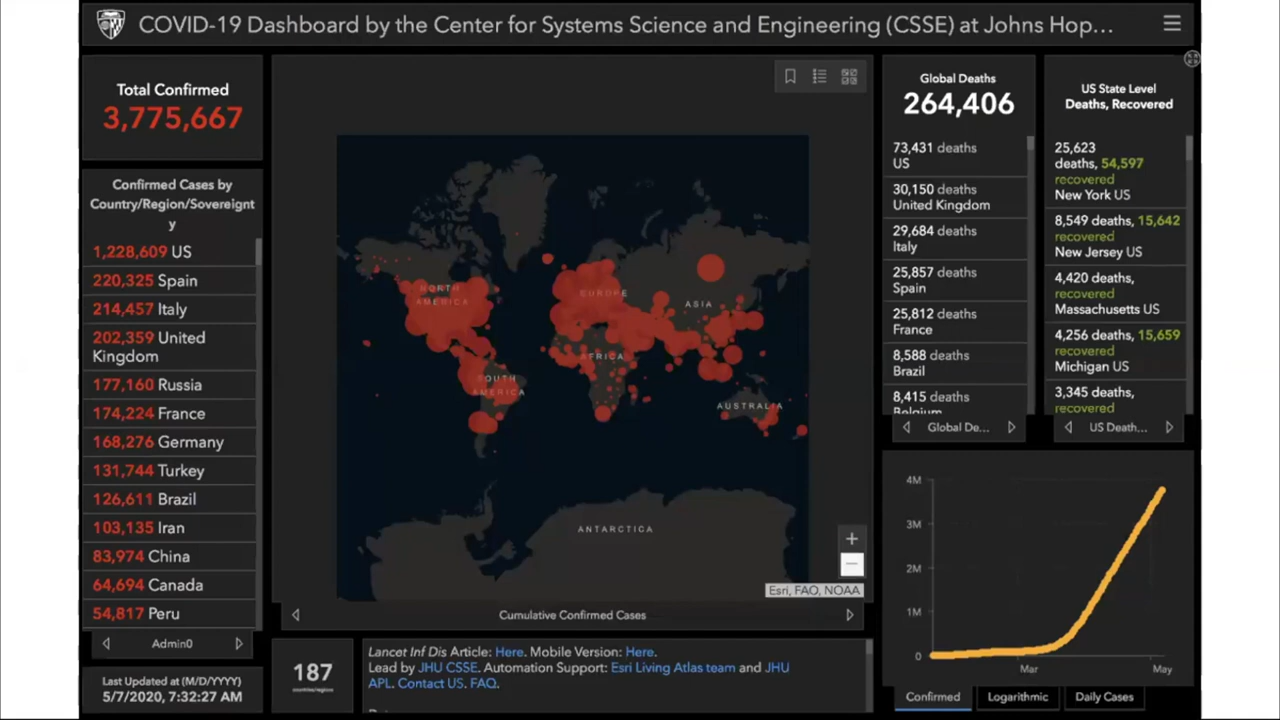 COVID-19 Dashboard by the Center for Systems Science and Engineering (CSSE) at Johns Hop...
Total Confirmed
3,775,667
Confirmed Cases by
Country/Region/Sovereignt
y
1,228,609 US
220,325 Spain
214,457 Italy
202,359 United
Kingdom
177,160 Russia
174,224 France
168,276 Germany
131,744 Turkey
126,611 Brazil
103,135 Iran
83,974 China
64,694 Canada
54,817 Peru
Admin0
Last Updated at (M/D/YYYY)
5/7/2020, 7:32:27 AM
NORTH
AMERICA
EUROPE
ASIA
AFRICA
SOUTH
AMERICA
AUSTRALIA
ANTARCTICA
+
−
Esri, FAO, NOAA
Cumulative Confirmed Cases
187
countries/regions
Lancet Inf Dis Article: Here. Mobile Version: Here.
Lead by JHU CSSE. Automation Support: Esri Living Atlas team and JHU
APL. Contact US. FAQ.
Global Deaths
264,406
73,431 deaths
US
30,150 deaths
United Kingdom
29,684 deaths
Italy
25,857 deaths
Spain
25,812 deaths
France
8,588 deaths
Brazil
8,415 deaths
Belgium
Global De...
US State Level
Deaths, Recovered
25,623
deaths, 54,597
recovered
New York US
8,549 deaths, 15,642
recovered
New Jersey US
4,420 deaths,
recovered
Massachusetts US
4,256 deaths, 15,659
recovered
Michigan US
3,345 deaths,
recovered
US Death...
4M
3M
2M
1M
0
Mar
May
Confirmed
Logarithmic
Daily Cases